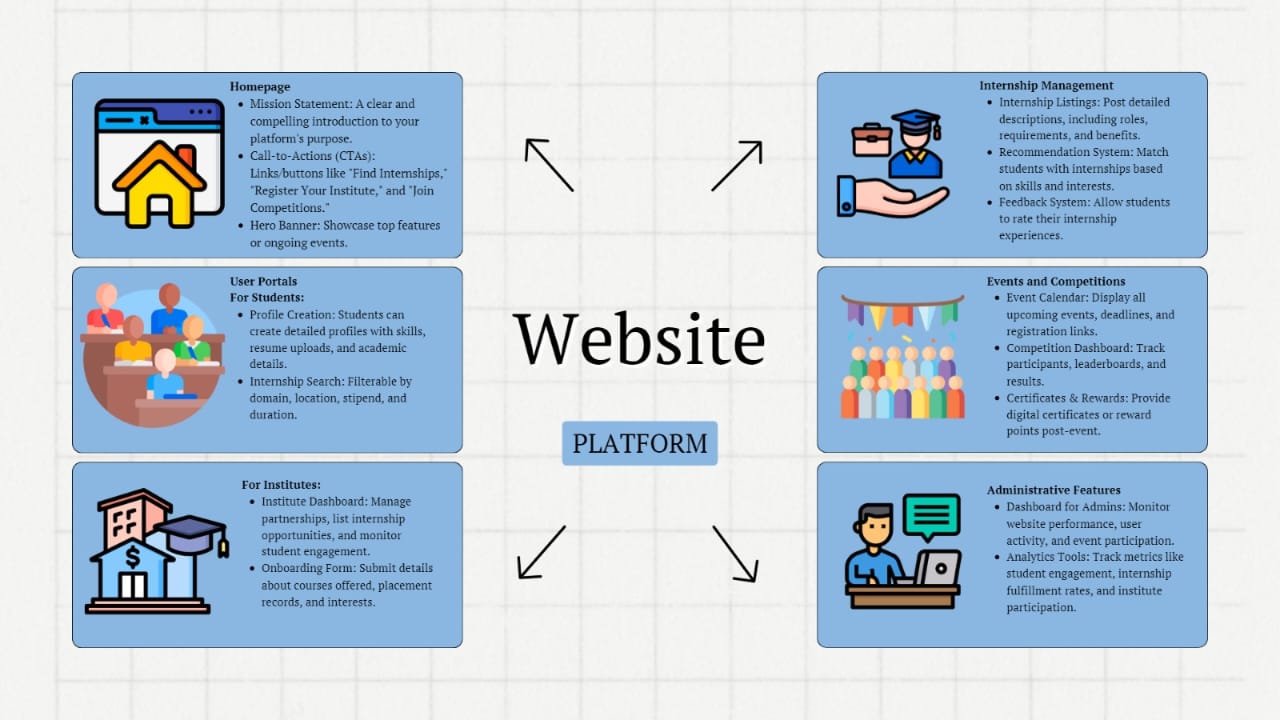 Homepage
• Mission Statement: A clear and
compelling introduction to your
platform's purpose.
• Call-to-Actions (CTAs):
Links/buttons like "Find Internships,"
"Register Your Institute," and "Join
Competitions."
• Hero Banner: Showcase top features
or ongoing events.
User Portals
For Students:
• Profile Creation: Students can
create detailed profiles with skills,
resume uploads, and academic
details.
• Internship Search: Filterable by
domain, location, stipend, and
duration.
For Institutes:
• Institute Dashboard: Manage
partnerships, list internship
opportunities, and monitor
student engagement.
• Onboarding Form: Submit details
about courses offered, placement
records, and interests.
Website
PLATFORM
Internship Management
• Internship Listings: Post detailed
descriptions, including roles,
requirements, and benefits.
• Recommendation System: Match
students with internships based
on skills and interests.
• Feedback System: Allow students
to rate their internship
experiences.
Events and Competitions
• Event Calendar: Display all
upcoming events, deadlines, and
registration links.
• Competition Dashboard: Track
participants, leaderboards, and
results.
• Certificates & Rewards: Provide
digital certificates or reward
points post-event.
Administrative Features
• Dashboard for Admins: Monitor
website performance, user
activity, and event participation.
• Analytics Tools: Track metrics like
student engagement, internship
fulfillment rates, and institute
participation.